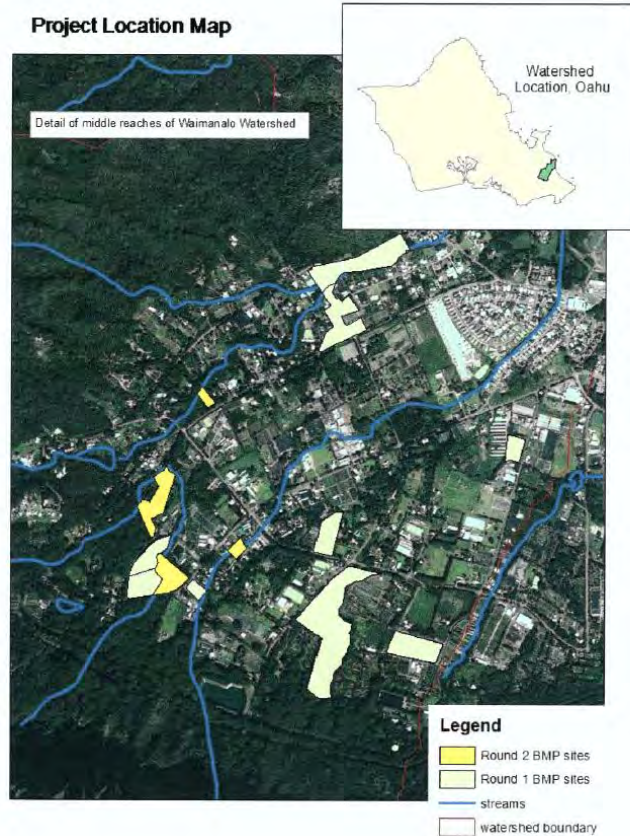 Project Location Map
Watershed
Location, Oahu
Detail of middle reaches of Waimanalo Watershed
Legend
Round 2 BMP sites
Round 1 BMP sites
streams
watershed boundary